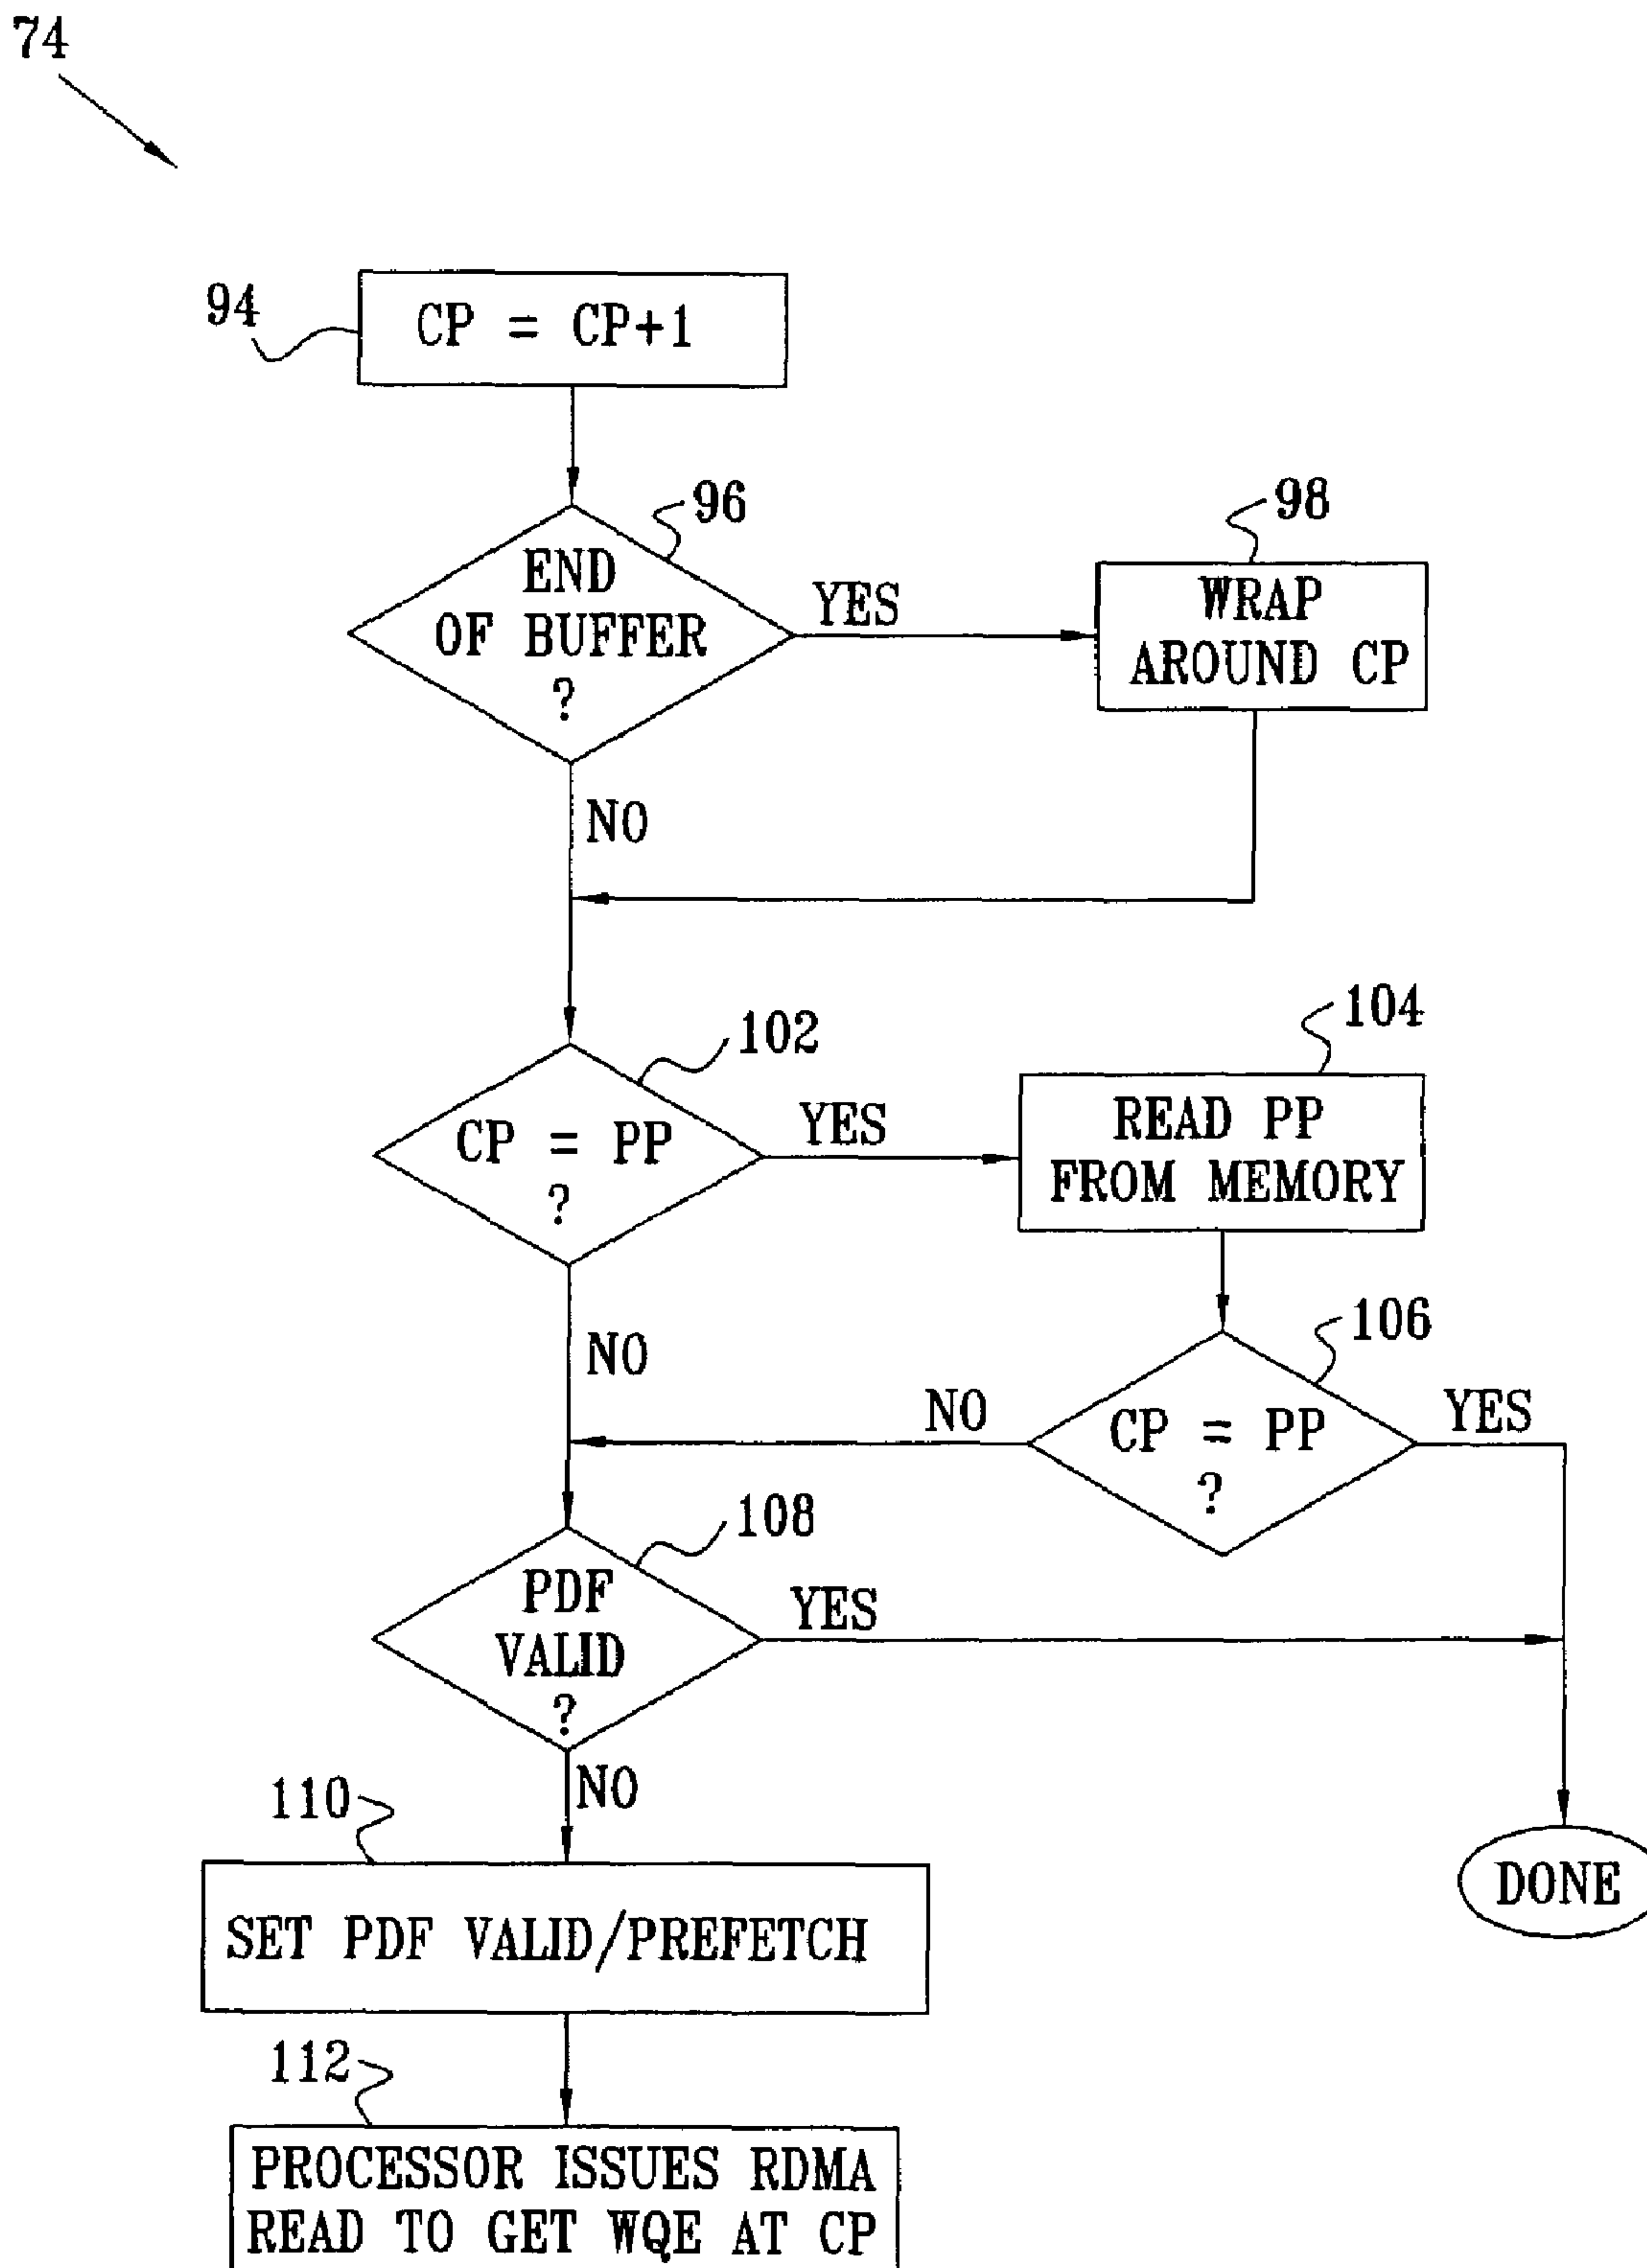 74
94
CP = CP+1
96
END
OF BUFFER
?
YES
98
WRAP
AROUND CP
NO
102
CP = PP
?
YES
104
READ PP
FROM MEMORY
NO
106
CP = PP
?
NO
YES
108
PDF
VALID
?
YES
NO
DONE
110
SET PDF VALID/PREFETCH
112
PROCESSOR ISSUES RDMA
READ TO GET WQE AT CP